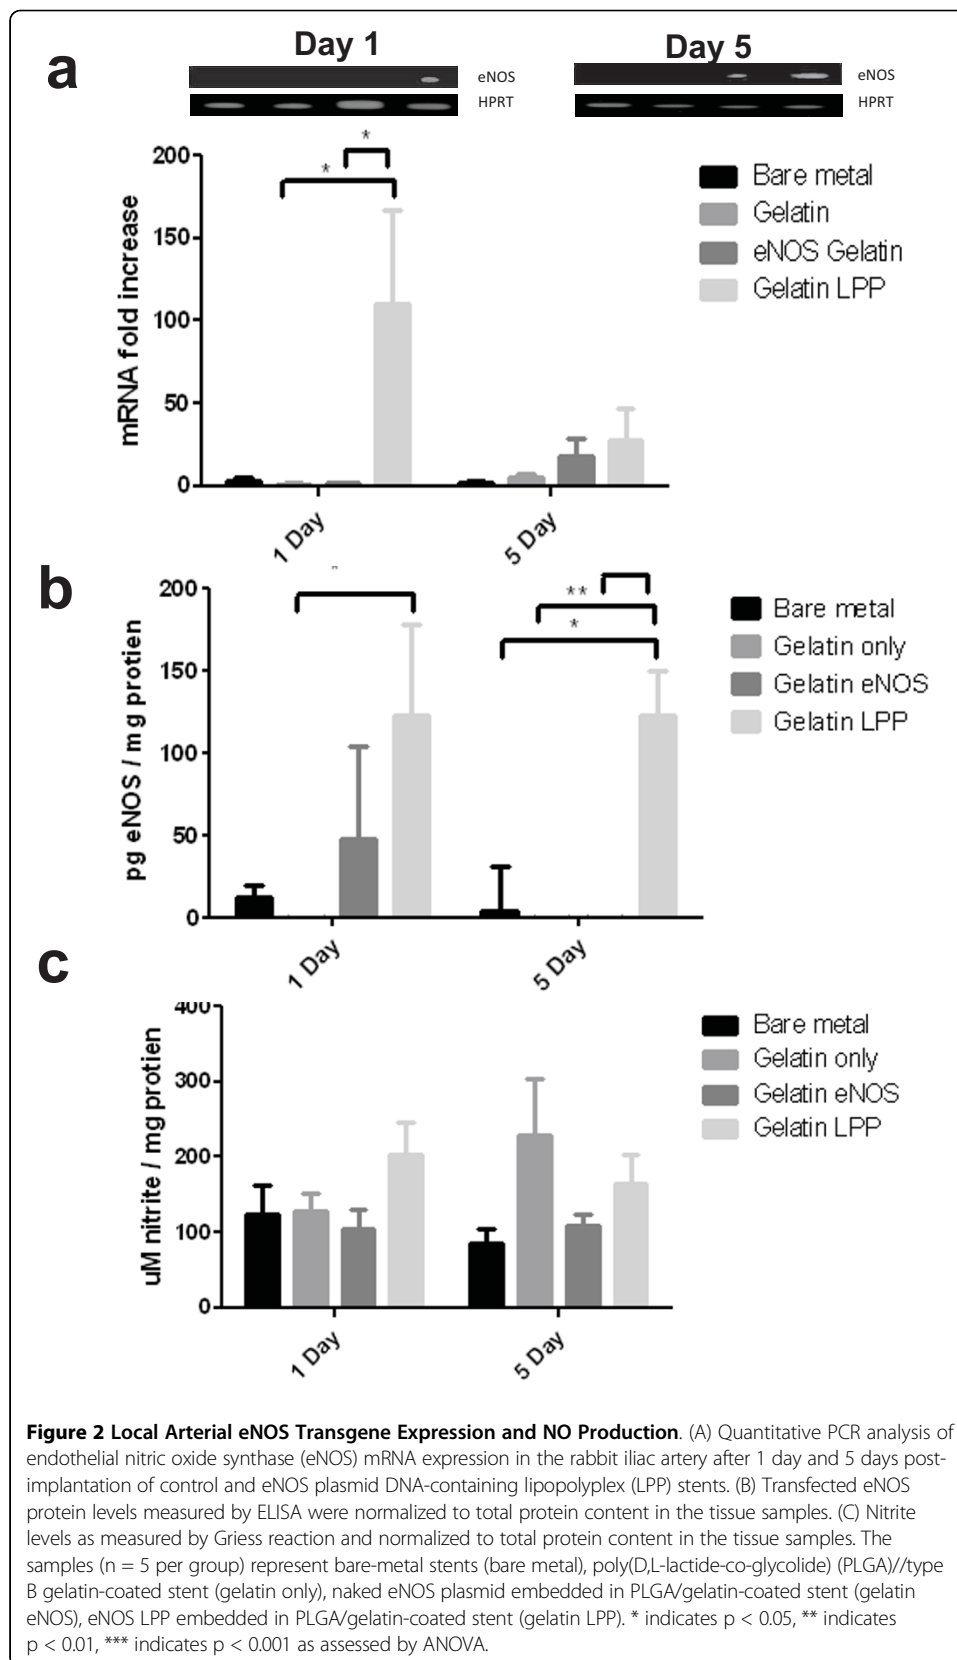 a
Day 1
Day 5
eNOS
HPRT
eNOS
HPRT
*
*
200
150
100
50
0
mRNA fold increase
1 Day
5 Day
Bare metal
Gelatin
eNOS Gelatin
Gelatin LPP
b
**
*
200
150
100
50
0
pg eNOS / mg protien
1 Day
5 Day
Bare metal
Gelatin only
Gelatin eNOS
Gelatin LPP
c
400
300
200
100
0
uM nitrite / mg protien
1 Day
5 Day
Bare metal
Gelatin only
Gelatin eNOS
Gelatin LPP
Figure 2 Local Arterial eNOS Transgene Expression and NO Production. (A) Quantitative PCR analysis of
endothelial nitric oxide synthase (eNOS) mRNA expression in the rabbit iliac artery after 1 day and 5 days post-
implantation of control and eNOS plasmid DNA-containing lipopolyplex (LPP) stents. (B) Transfected eNOS
protein levels measured by ELISA were normalized to total protein content in the tissue samples. (C) Nitrite
levels as measured by Griess reaction and normalized to total protein content in the tissue samples. The
samples (n = 5 per group) represent bare-metal stents (bare metal), poly(D,L-lactide-co-glycolide) (PLGA)//type
B gelatin-coated stent (gelatin only), naked eNOS plasmid embedded in PLGA/gelatin-coated stent (gelatin
eNOS), eNOS LPP embedded in PLGA/gelatin-coated stent (gelatin LPP). * indicates p < 0.05, ** indicates
p < 0.01, *** indicates p < 0.001 as assessed by ANOVA.